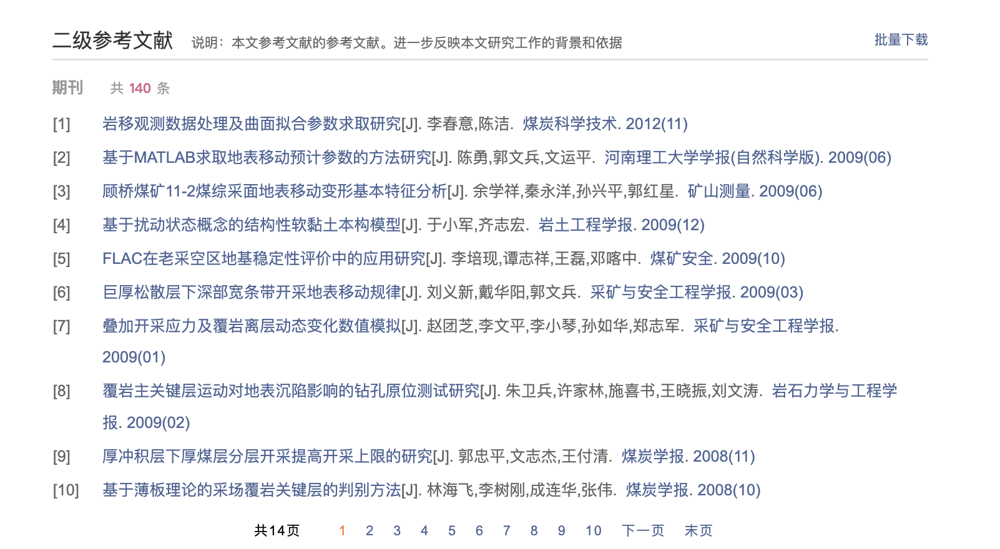 二级参考文献 说明：本文参考文献的参考文献。进一步反映本文研究工作的背景和依据 批量下载
期刊 共 140 条
[1] 岩移观测数据处理及曲面拟合参数求取研究[J]. 李春意,陈洁. 煤炭科学技术. 2012(11)
[2] 基于MATLAB求取地表移动预计参数的方法研究[J]. 陈勇,郭文兵,文运平. 河南理工大学学报(自然科学版). 2009(06)
[3] 顾桥煤矿11-2煤综采面地表移动变形基本特征分析[J]. 余学祥,秦永洋,孙兴平,郭红星. 矿山测量. 2009(06)
[4] 基于扰动状态概念的结构性软黏土本构模型[J]. 于小军,齐志宏. 岩土工程学报. 2009(12)
[5] FLAC在老采空区地基稳定性评价中的应用研究[J]. 李培现,谭志祥,王磊,邓喀中. 煤矿安全. 2009(10)
[6] 巨厚松散层下深部宽条带开采地表移动规律[J]. 刘义新,戴华阳,郭文兵. 采矿与安全工程学报. 2009(03)
[7] 叠加开采应力及覆岩离层动态变化数值模拟[J]. 赵团芝,李文平,李小琴,孙如华,郑志军. 采矿与安全工程学报.
2009(01)
[8] 覆岩主关键层运动对地表沉陷影响的钻孔原位测试研究[J]. 朱卫兵,许家林,施喜书,王晓振,刘文涛. 岩石力学与工程学
报. 2009(02)
[9] 厚冲积层下厚煤层分层开采提高开采上限的研究[J]. 郭忠平,文志杰,王付清. 煤炭学报. 2008(11)
[10] 基于薄板理论的采场覆岩关键层的判别方法[J]. 林海飞,李树刚,成连华,张伟. 煤炭学报. 2008(10)
共14页 1 2 3 4 5 6 7 8 9 10 下一页 末页